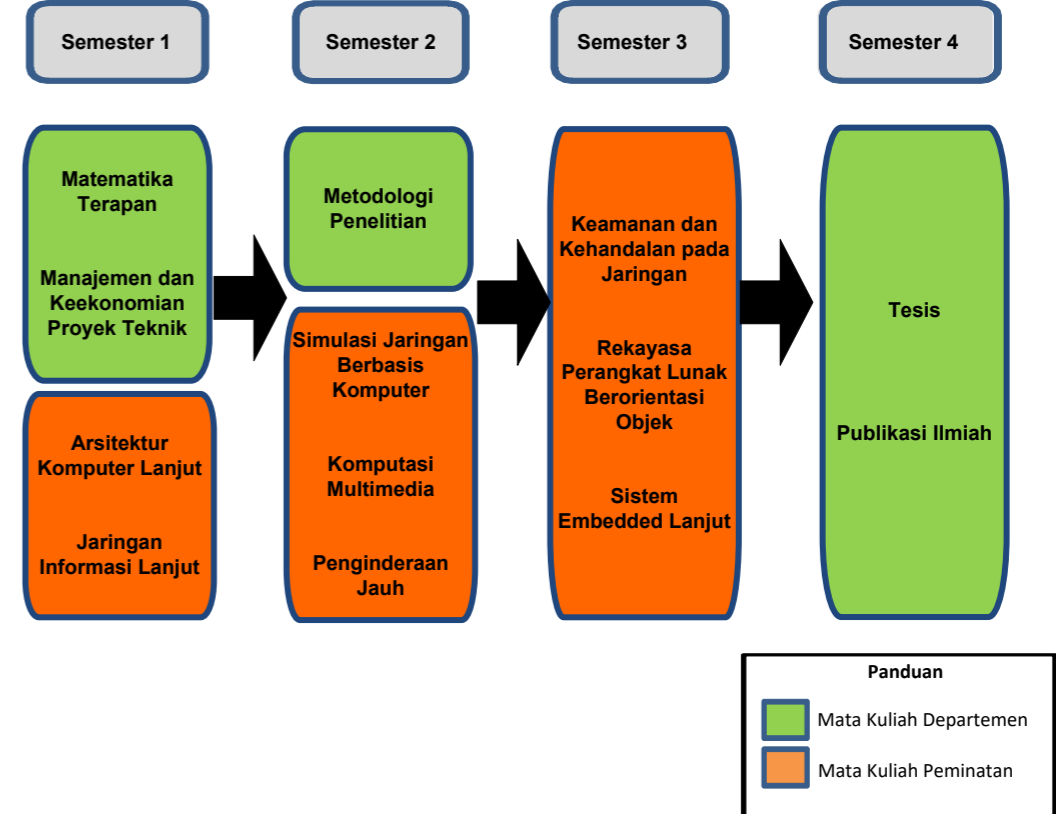 Semester 1
Semester 2
Semester 3
Semester 4
Matematika
Terapan
Manajemen dan
Keekonomian
Proyek Teknik
Arsitektur
Komputer Lanjut
Jaringan
Informasi Lanjut
Metodologi
Penelitian
Simulasi Jaringan
Berbasis
Komputer
Komputasi
Multimedia
Penginderaan
Jauh
Keamanan dan
Kehandalan pada
Jaringan
Rekayasa
Perangkat Lunak
Berorientasi
Objek
Sistem
Embedded Lanjut
Tesis
Publikasi Ilmiah
Panduan
Mata Kuliah Departemen
Mata Kuliah Peminatan